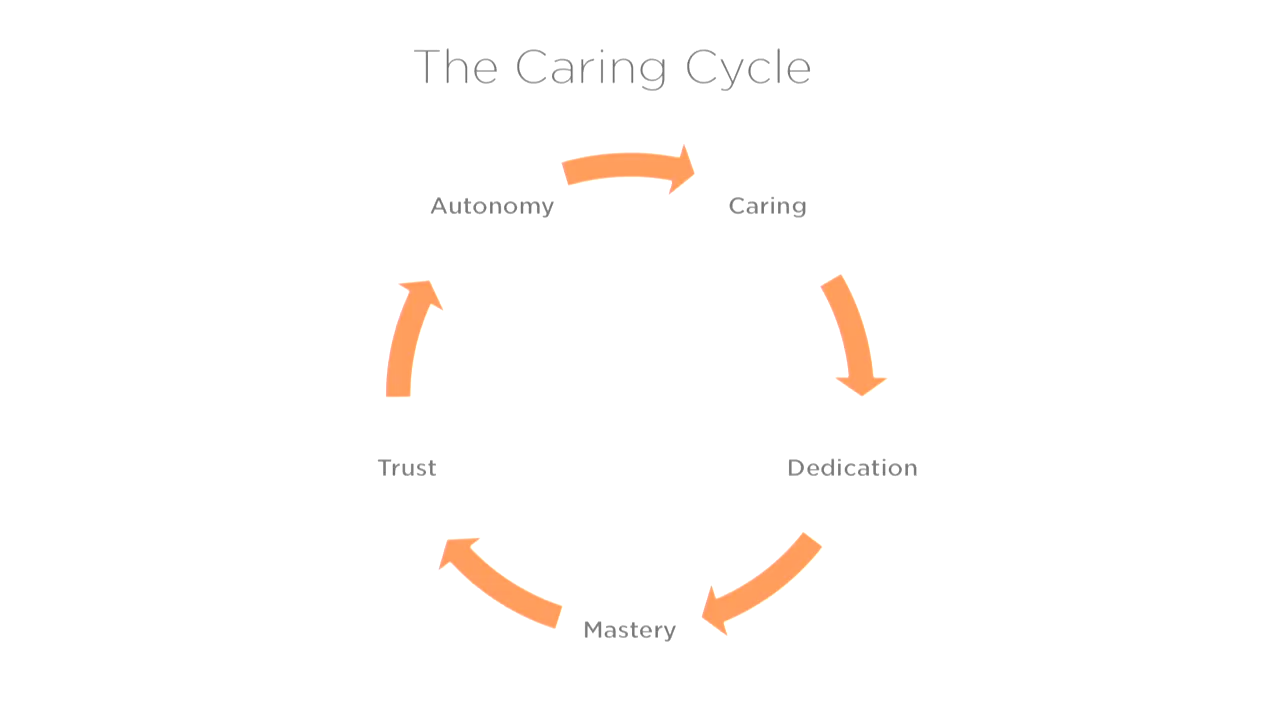 The Caring Cycle
Autonomy
Caring
Trust
Dedication
Mastery